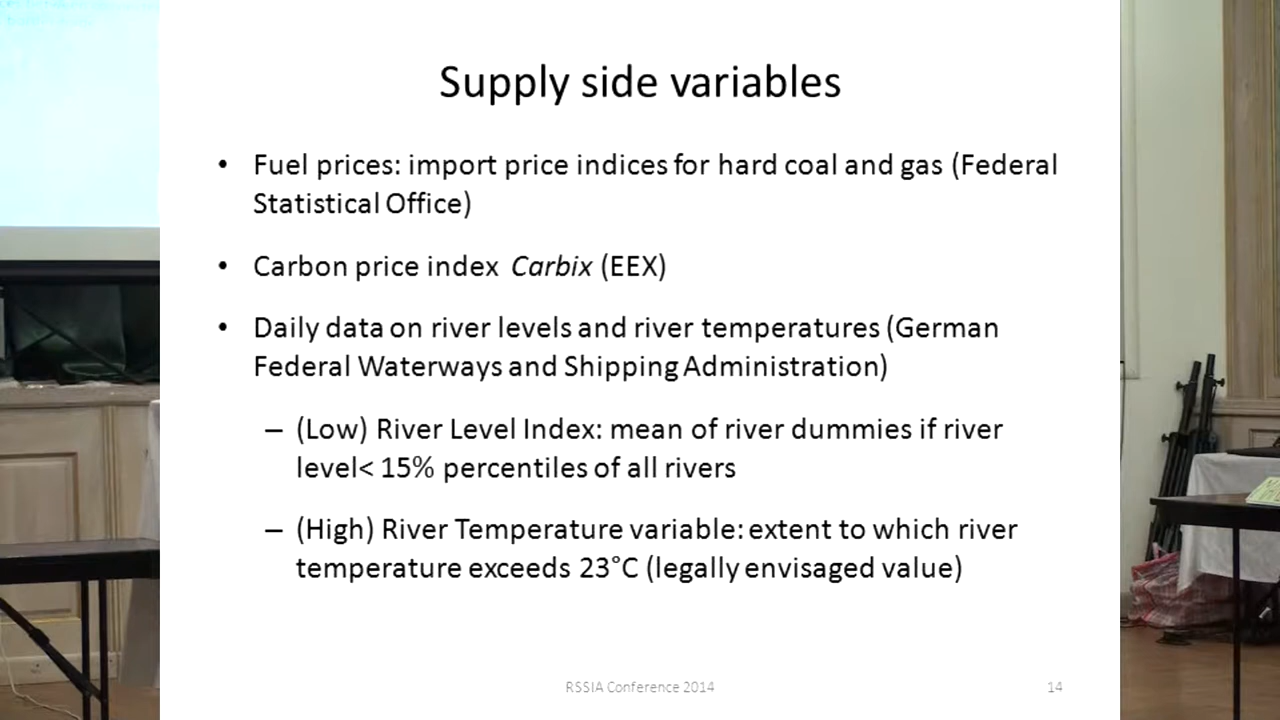 Supply side variables
• Fuel prices: import price indices for hard coal and gas (Federal
Statistical Office)
• Carbon price index Carbix (EEX)
• Daily data on river levels and river temperatures (German
Federal Waterways and Shipping Administration)
– (Low) River Level Index: mean of river dummies if river
level< 15% percentiles of all rivers
– (High) River Temperature variable: extent to which river
temperature exceeds 23°C (legally envisaged value)
RSSIA Conference 2014
14